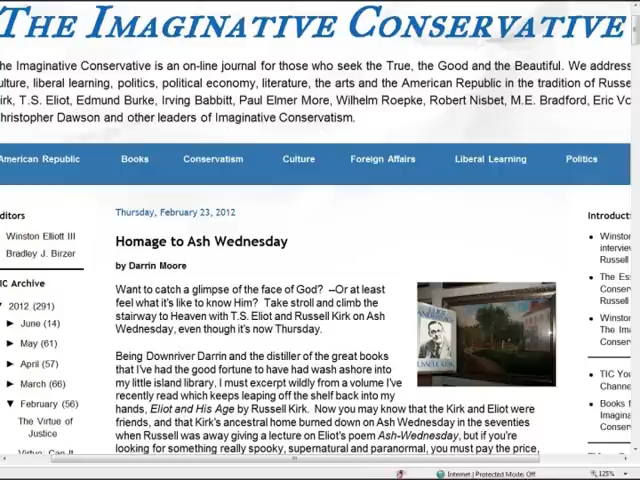 THE IMAGINATIVE CONSERVATIVE
he Imaginative Conservative is an on-line journal for those who seek the True, the Good and the Beautiful. We address
ulture, liberal learning, politics, political economy, literature, the arts and the American Republic in the tradition of Russe
irk, T.S. Eliot, Edmund Burke, Irving Babbitt, Paul Elmer More, Wilhelm Roepke, Robert Nisbet, M.E. Bradford, Eric Vo
hristopher Dawson and other leaders of Imaginative Conservatism.
American Republic Books Conservatism Culture Foreign Affairs Liberal Learning Politics
ditors
Winston Elliott III
Bradley J. Birzer
IC Archive
▼ 2012 (291)
► June (14)
► May (61)
► April (57)
► March (66)
▼ February (56)
The Virtue of
Justice
Thursday, February 23, 2012
Homage to Ash Wednesday
by Darrin Moore
Want to catch a glimpse of the face of God? --Or at least
feel what it's like to know Him? Take stroll and climb the
stairway to Heaven with T.S. Eliot and Russell Kirk on Ash
Wednesday, even though it's now Thursday.
Being Downriver Darrin and the distiller of the great books
that I've had the good fortune to have had wash ashore into
my little island library, I must excerpt wildly from a volume I've
recently read which keeps leaping off the shelf back into my
hands, Eliot and His Age by Russell Kirk. Now you may know that the Kirk and Eliot were
friends, and that Kirk's ancestral home burned down on Ash Wednesday in the seventies
when Russell was away giving a lecture on Eliot's poem Ash-Wednesday, but if you're
looking for something really spooky, supernatural and paranormal, you must pay the price,
RUSSELL KIRK
Introducti
• Winston
interview
Russell
• The Ess
Conserv
Russell
• Winston
The Ima
Conserv
• TIC You
Channel
• Books f
Imagina
Conserv
Internet | Protected Mode: Off
125%